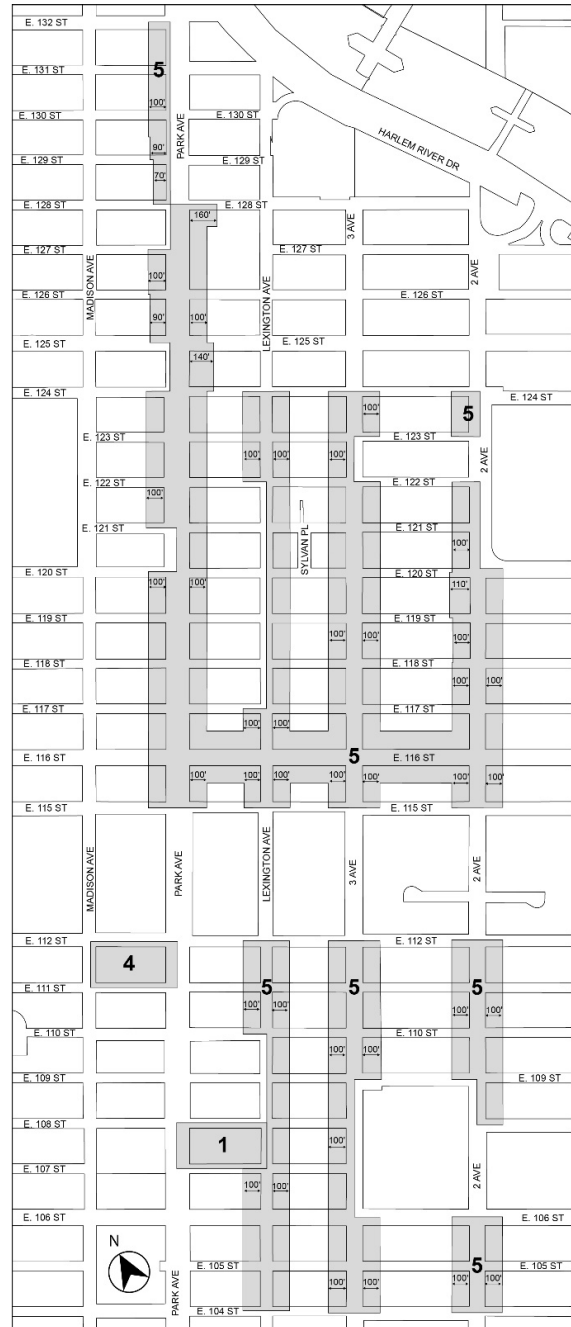 E. 132 ST
E. 131 ST
5
100'
E. 130 ST
PARK AVE
E. 130 ST
HARLEM RIVER DR
90'
E. 129 ST
E. 129 ST
70'
E. 128 ST
E. 128 ST
160'
3 AVE
E. 127 ST
E. 127 ST
MADISON AVE
100'
LEXINGTON AVE
2 AVE
E. 126 ST
E. 126 ST
90'
100'
E. 125 ST
E. 125 ST
140'
E. 124 ST
E. 124 ST
100'
5
E. 123 ST
E. 123 ST
100'
100'
100'
2 AVE
E. 122 ST
E. 122 ST
100'
E. 121 ST
E. 121 ST
SYLVAN PL
100'
E. 120 ST
E. 120 ST
100'
100'
110'
E. 119 ST
E. 119 ST
100'
100'
100'
E. 118 ST
E. 118 ST
100'
100'
E. 117 ST
E. 117 ST
100'
100'
5
E. 116 ST
E. 116 ST
100'
100'
100'
100'
100'
100'
100'
E. 115 ST
E. 115 ST
MADISON AVE
PARK AVE
LEXINGTON AVE
3 AVE
2 AVE
E. 112 ST
E. 112 ST
4
5
5
5
E. 111 ST
100'
100'
100'
100'
E. 110 ST
E. 110 ST
100'
100'
E. 109 ST
E. 109 ST
E. 108 ST
1
100'
E. 107 ST
100'
100'
2 AVE
E. 106 ST
E. 106 ST
N
E. 105 ST
5
E. 105 ST
100'
100'
100'
100'
PARK AVE
E. 104 ST